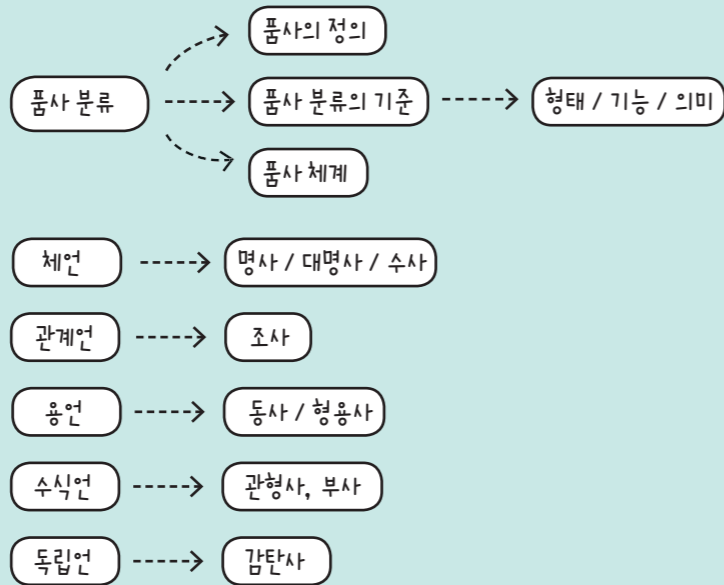 품사의 정의
품사 분류
품사 분류의 기준
형태 / 기능 / 의미
품사 체계
체언
명사 / 대명사 / 수사
관계언
조사
용언
동사 / 형용사
수식언
관형사, 부사
독립언
감탄사